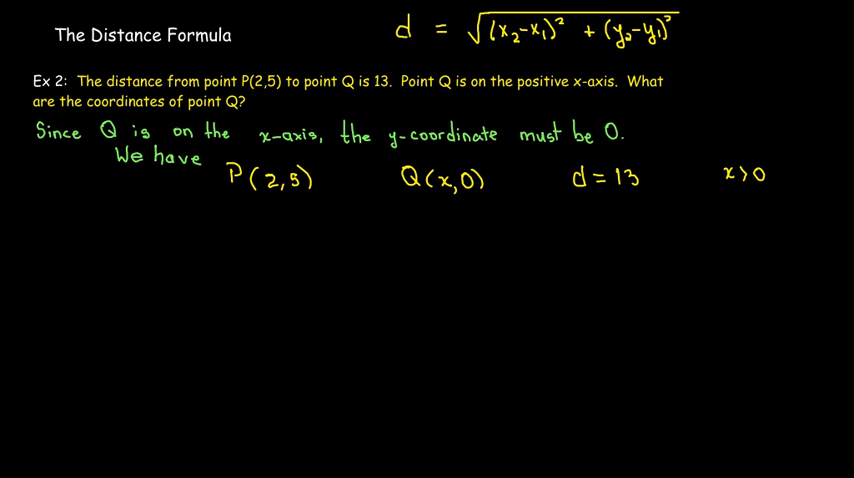 The Distance Formula
d = √(x₂-x₁)² + (y₂-y₁)²
Ex 2: The distance from point P(2,5) to point Q is 13. Point Q is on the positive x-axis. What
are the coordinates of point Q?
Since Q is on the x-axis, the y-coordinate must be 0.
We have
P(2,5) Q(x,0) d = 13 x>0